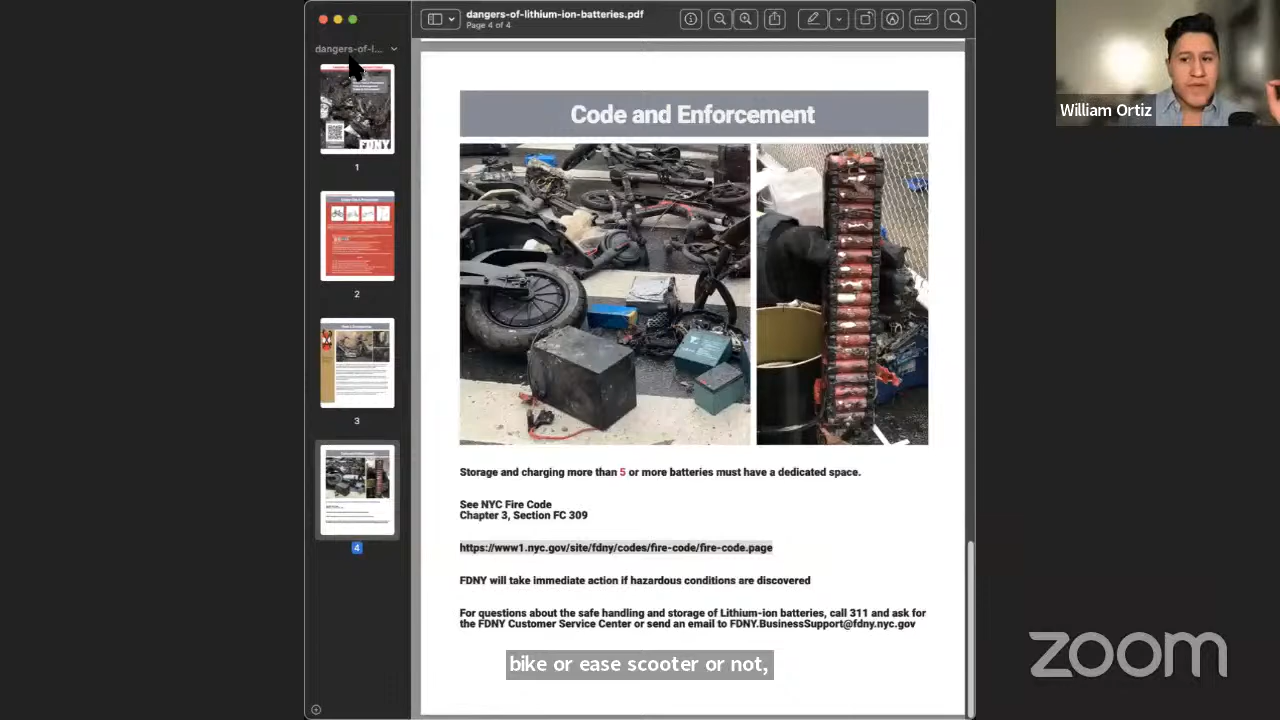 dangers-of-lithium-ion-batteries.pdf
Page 4 of 4
dangers-of-l...
FDNY
1
2
3
4
William Ortiz
Code and Enforcement
Storage and charging more than 5 or more batteries must have a dedicated space.
See NYC Fire Code
Chapter 3, Section FC 309
https://www1.nyc.gov/site/fdny/codes/fire-code/fire-code.page
FDNY will take immediate action if hazardous conditions are discovered
For questions about the safe handling and storage of Lithium-ion batteries, call 311 and ask for
the FDNY Customer Service Center or send an email to FDNY.BusinessSupport@fdny.nyc.gov
bike or ease scooter or not,
zoom